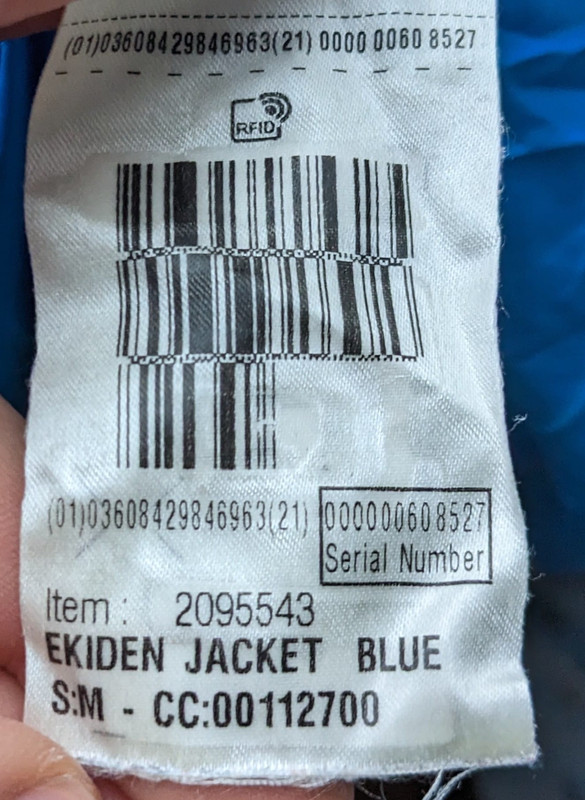 (01)03608429846963(21) 0000 0060 8527
RFID
(01)03608429846963(21) 000000608527
Serial Number
Item : 2095543
EKIDEN JACKET BLUE
S:M - CC:00112700